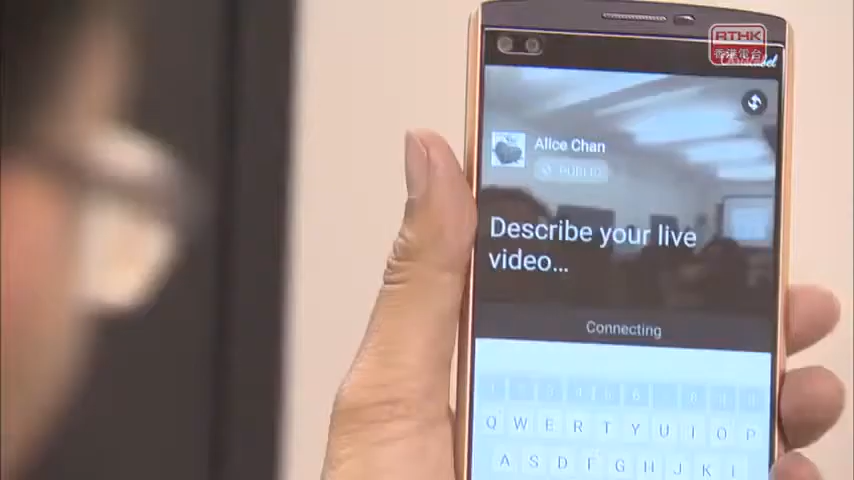 RTHK
香港電台
Alice Chan
PUBLIC
Describe your live
video...
Connecting
Q W E R T Y U I O P
A S D F G H J K L